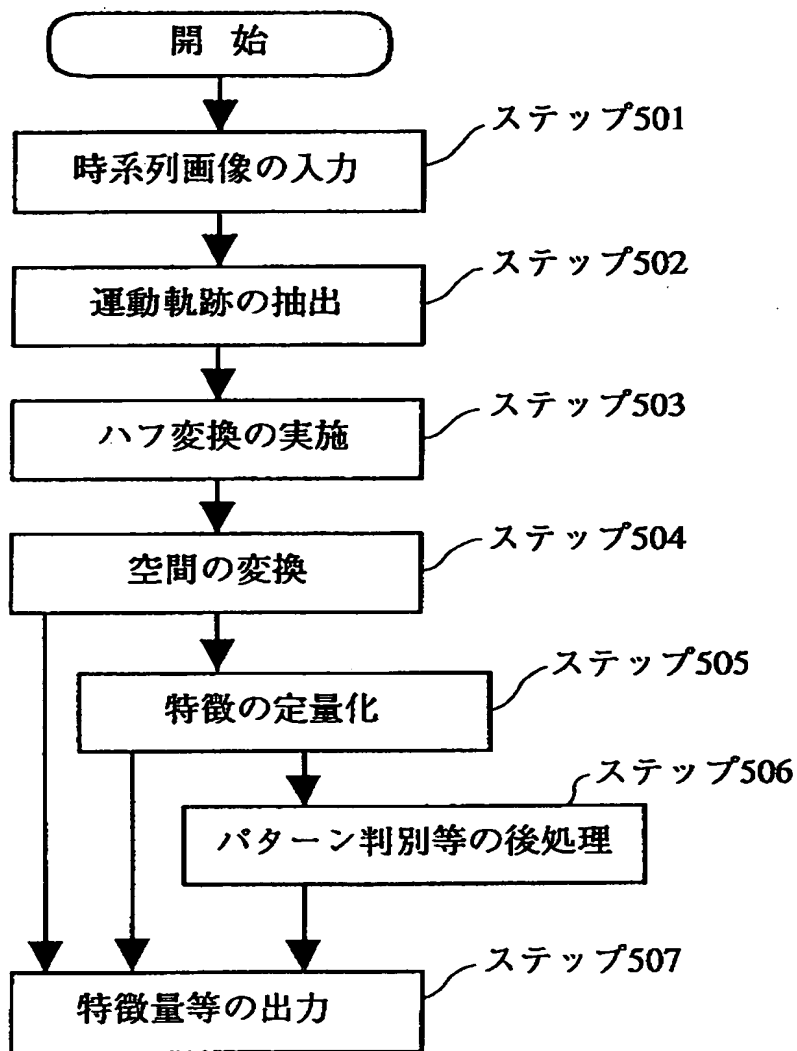 開 始
ステップ501
時系列画像の入力
ステップ502
運動軌跡の抽出
ステップ503
ハフ変換の実施
ステップ504
空間の変換
ステップ505
特徴の定量化
ステップ506
パターン判別等の後処理
ステップ507
特徴量等の出力